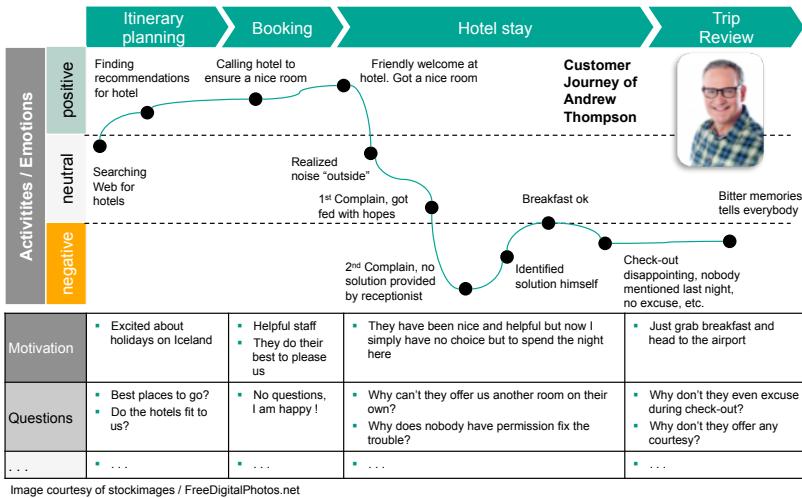 Itinerary
planning
Booking
Hotel stay
Trip
Review
Activitites / Emotions
positive
neutral
negative
Finding
recommendations
for hotel
Calling hotel to
ensure a nice room
Friendly welcome at
hotel. Got a nice room
Customer
Journey of
Andrew
Thompson
Searching
Web for
hotels
Realized
noise “outside”
1st Complain, got
fed with hopes
Breakfast ok
Bitter memories
tells everybody
2nd Complain, no
solution provided
by receptionist
Identified
solution himself
Check-out
disappointing, nobody
mentioned last night,
no excuse, etc.
Motivation
▪ Excited about
holidays on Iceland
▪ Helpful staff
▪ They do their
best to please
us
▪ They have been nice and helpful but now I
simply have no choice but to spend the night
here
▪ Just grab breakfast and
head to the airport
Questions
▪ Best places to go?
▪ Do the hotels fit to
us?
▪ No questions,
I am happy !
▪ Why can’t they offer us another room on their
own?
▪ Why does nobody have permission fix the
trouble?
▪ Why don’t they even excuse
during check-out?
▪ Why don’t they offer any
courtesy?
. . .
▪ . . .
▪ . . .
▪ . . .
▪ . . .
Image courtesy of stockimages / FreeDigitalPhotos.net